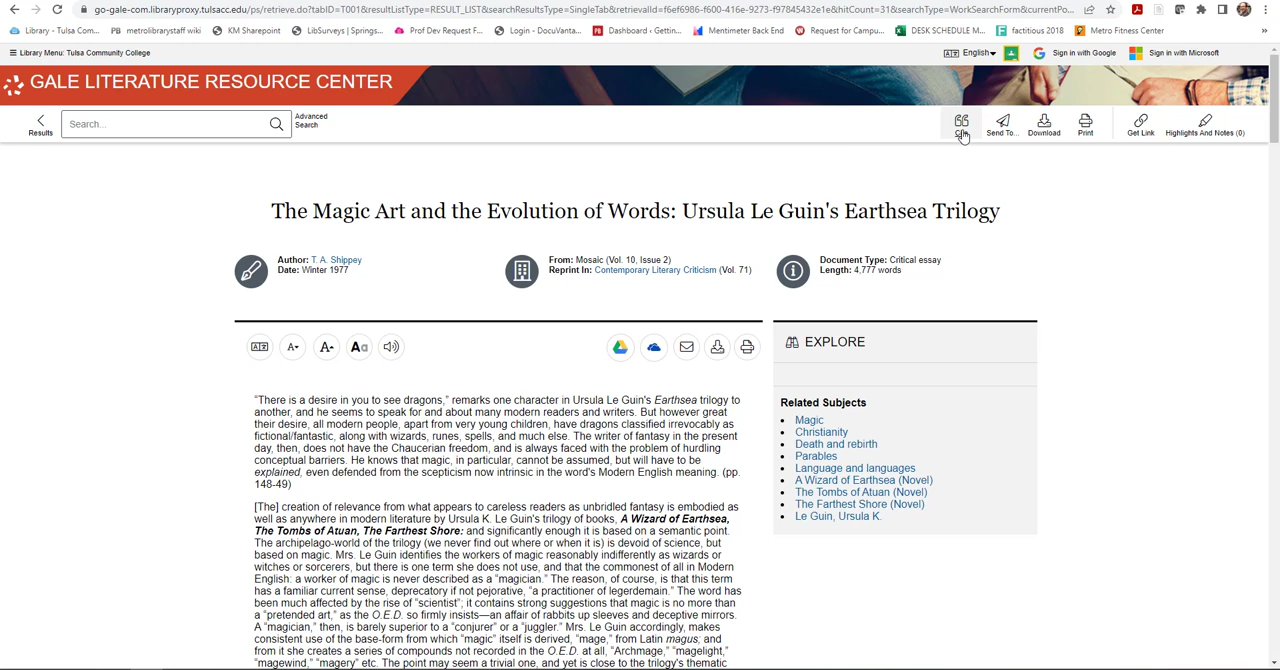 go-gale-com.libraryproxy.tulsacc.edu/ps/retrieve.do?tabID=T001&resultListType=RESULT_LIST&searchResultsType=SingleTab&retrievalId=f6ef6986-f600-416e-9273-f97845432e1e&hitCount=31&searchType=WorkSearchForm&currentPo...
Library - Tulsa Com... metrolibrarystaff wiki KM Sharepoint LibSurveys | Springs... Prof Dev Request F... Login - DocuVanta... Dashboard ‹ Gettin... Mentimeter Back End Request for Campu... DESK SCHEDULE M... factitious 2018 Metro Fitness Center »
Library Menu: Tulsa Community College English Sign in with Google Sign in with Microsoft
GALE LITERATURE RESOURCE CENTER
Results Search... Advanced Search Send To... Download Print Get Link Highlights And Notes (0)
The Magic Art and the Evolution of Words: Ursula Le Guin's Earthsea Trilogy
Author: T. A. Shippey
Date: Winter 1977
From: Mosaic (Vol. 10, Issue 2)
Reprint In: Contemporary Literary Criticism (Vol. 71)
Document Type: Critical essay
Length: 4,777 words
EXPLORE
Related Subjects
Magic
Christianity
Death and rebirth
Parables
Language and languages
A Wizard of Earthsea (Novel)
The Tombs of Atuan (Novel)
The Farthest Shore (Novel)
Le Guin, Ursula K.
“There is a desire in you to see dragons,” remarks one character in Ursula Le Guin's Earthsea trilogy to
another, and he seems to speak for and about many modern readers and writers. But however great
their desire, all modern people, apart from very young children, have dragons classified irrevocably as
fictional/fantastic, along with wizards, runes, spells, and much else. The writer of fantasy in the present
day, then, does not have the Chaucerian freedom, and is always faced with the problem of hurdling
conceptual barriers. He knows that magic, in particular, cannot be assumed, but will have to be
explained, even defended from the scepticism now intrinsic in the word's Modern English meaning. (pp.
148-49)
[The] creation of relevance from what appears to careless readers as unbridled fantasy is embodied as
well as anywhere in modern literature by Ursula K. Le Guin's trilogy of books, A Wizard of Earthsea,
The Tombs of Atuan, The Farthest Shore: and significantly enough it is based on a semantic point.
The archipelago-world of the trilogy (we never find out where or when it is) is devoid of science, but
based on magic. Mrs. Le Guin identifies the workers of magic reasonably indifferently as wizards or
witches or sorcerers, but there is one term she does not use, and that the commonest of all in Modern
English: a worker of magic is never described as a “magician.” The reason, of course, is that this term
has a familiar current sense, deprecatory if not pejorative, “a practitioner of legerdemain.” The word has
been much affected by the rise of “scientist”; it contains strong suggestions that magic is no more than
a “pretended art,” as the O.E.D. so firmly insists—an affair of rabbits up sleeves and deceptive mirrors.
A “magician,” then, is barely superior to a “conjurer” or a “juggler.” Mrs. Le Guin accordingly, makes
consistent use of the base-form from which “magic” itself is derived, “mage,” from Latin magus; and
from it she creates a series of compounds not recorded in the O.E.D. at all, “Archmage,” “magelight,”
“magewind,” “magery” etc. The point may seem a trivial one, and yet is close to the trilogy's thematic